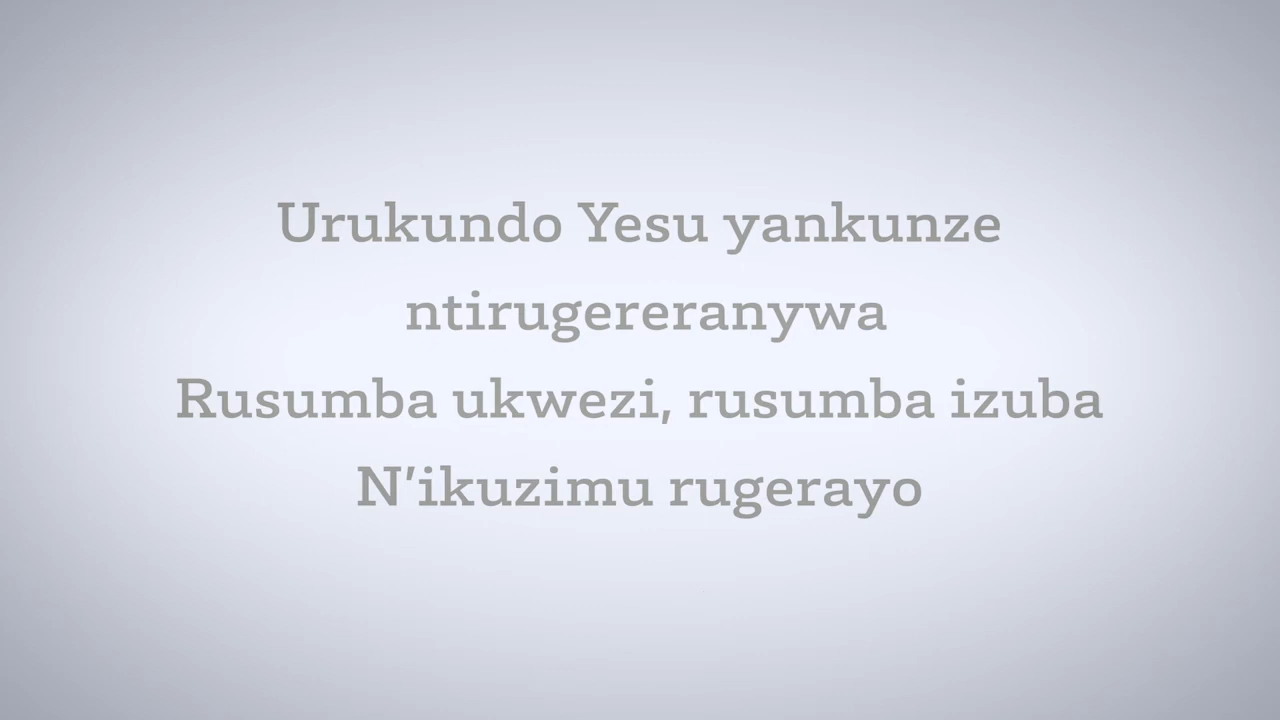 Urukundo Yesu yankunze
ntirugereranywa
Rusumba ukwezi, rusumba izuba
N'ikuzimu rugerayo